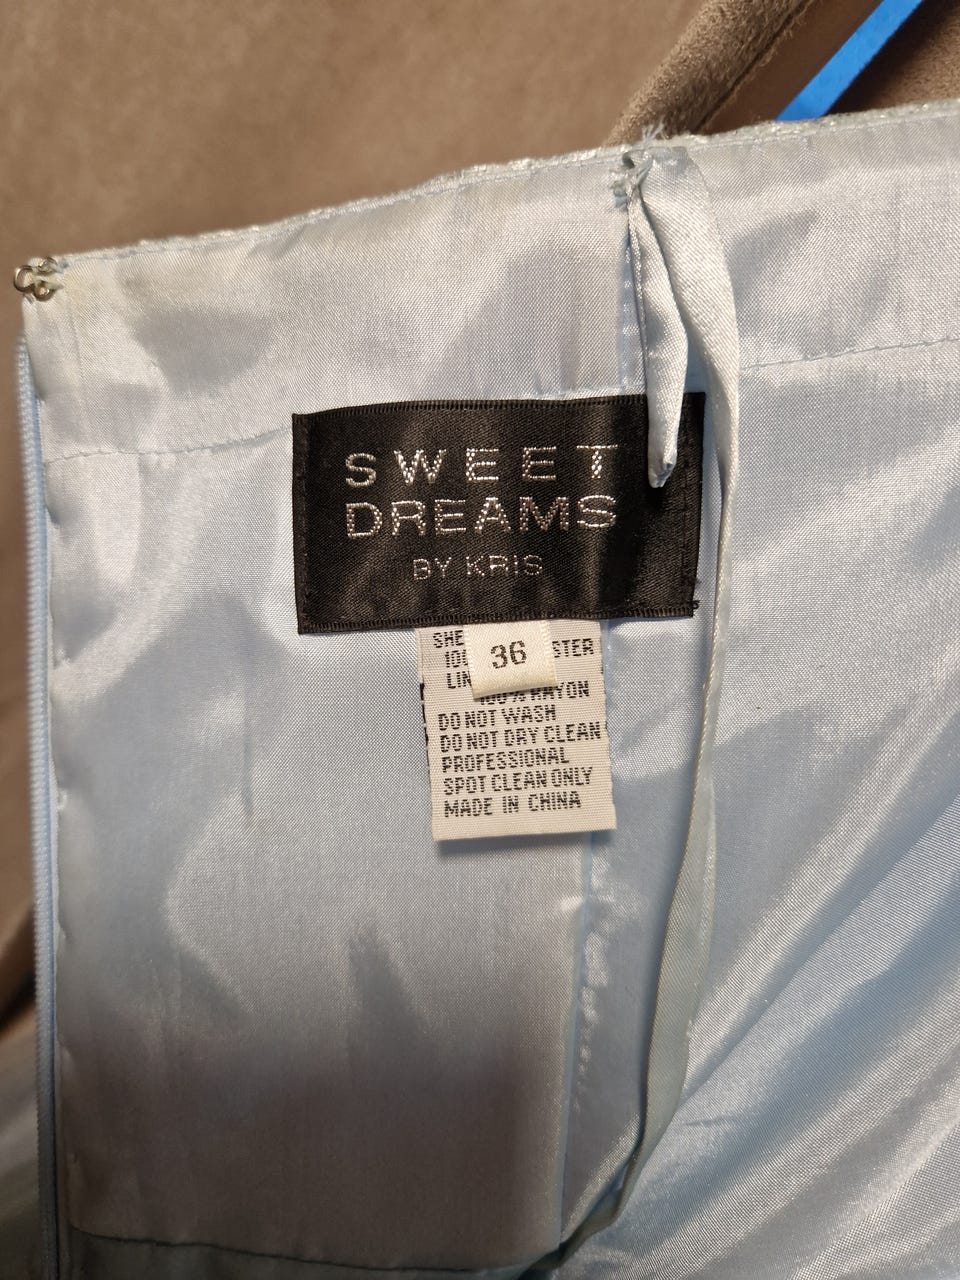 SWEET
DREAMS
BY KRIS
36
100% RAYON
DO NOT WASH
DO NOT DRY CLEAN
PROFESSIONAL
SPOT CLEAN ONLY
MADE IN CHINA